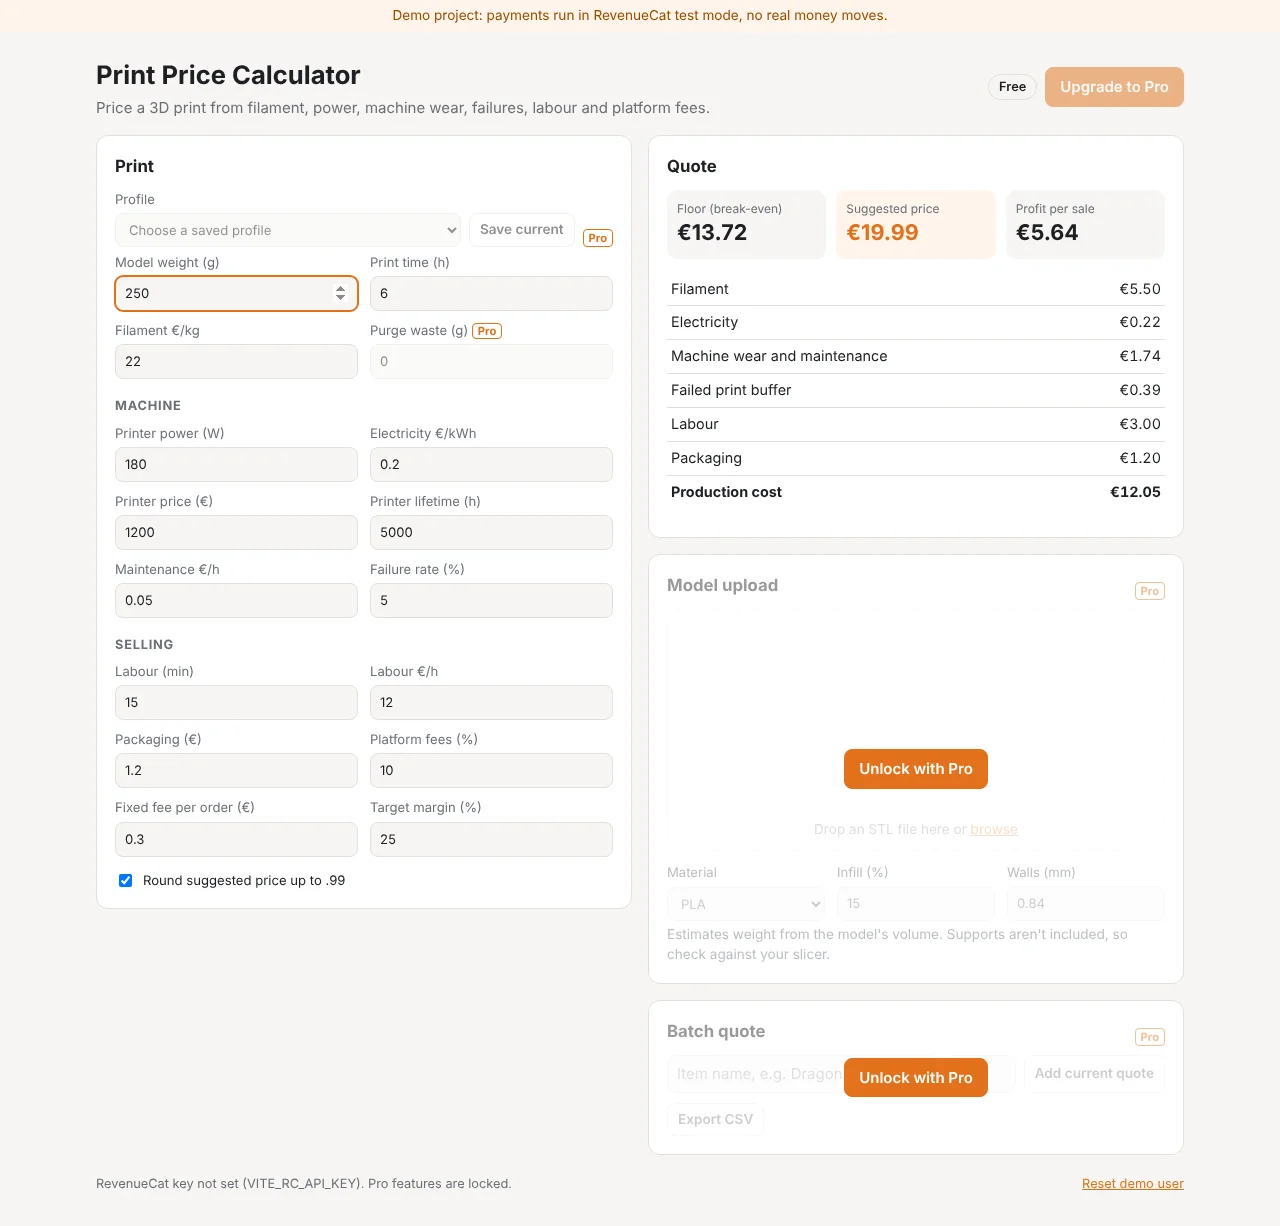 Demo project: payments run in RevenueCat test mode, no real money moves.
Print Price Calculator
Price a 3D print from filament, power, machine wear, failures, labour and platform fees.
Free
Upgrade to Pro
Print
Profile
Choose a saved profile
Save current
Pro
Model weight (g)
Print time (h)
250
6
Filament €/kg
Purge waste (g) Pro
22
0
MACHINE
Printer power (W)
Electricity €/kWh
180
0.2
Printer price (€)
Printer lifetime (h)
1200
5000
Maintenance €/h
Failure rate (%)
0.05
5
SELLING
Labour (min)
Labour €/h
15
12
Packaging (€)
Platform fees (%)
1.2
10
Fixed fee per order (€)
Target margin (%)
0.3
25
Round suggested price up to .99
Quote
Floor (break-even)
€13.72
Suggested price
€19.99
Profit per sale
€5.64
Filament €5.50
Electricity €0.22
Machine wear and maintenance €1.74
Failed print buffer €0.39
Labour €3.00
Packaging €1.20
Production cost €12.05
Model upload
Pro
Unlock with Pro
Drop an STL file here or browse
Material
Infill (%)
Walls (mm)
PLA
15
0.84
Estimates weight from the model's volume. Supports aren't included, so
check against your slicer.
Batch quote
Pro
Item name, e.g. Dragon
Unlock with Pro
Add current quote
Export CSV
RevenueCat key not set (VITE_RC_API_KEY). Pro features are locked.
Reset demo user